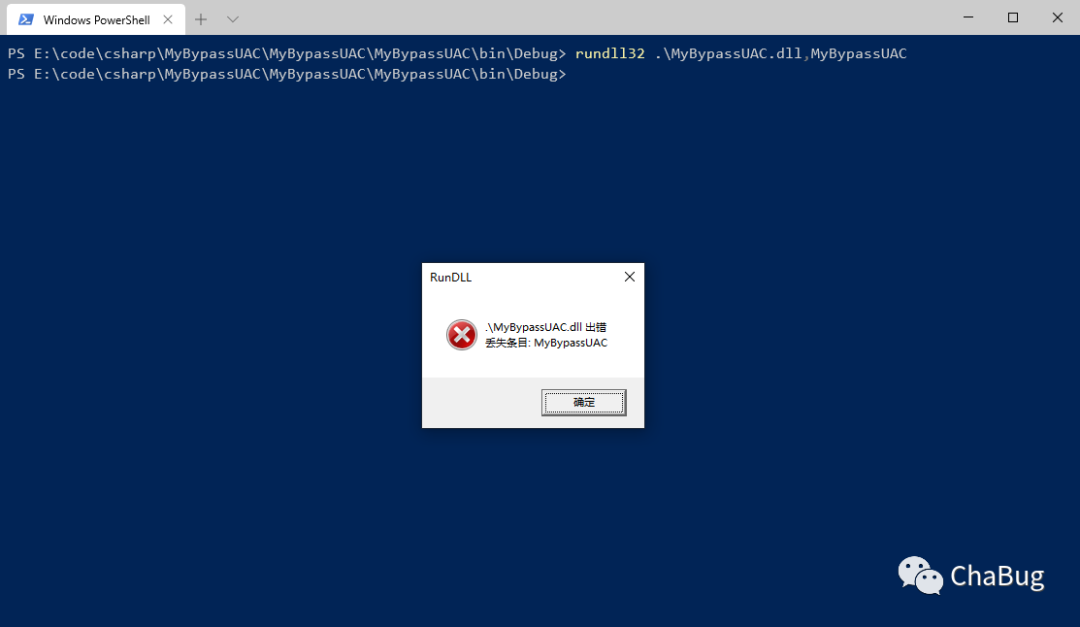 Windows PowerShell
PS E:\code\csharp\MyBypassUAC\MyBypassUAC\MyBypassUAC\bin\Debug> rundll32 .\MyBypassUAC.dll,MyBypassUAC
PS E:\code\csharp\MyBypassUAC\MyBypassUAC\MyBypassUAC\bin\Debug>
RunDLL
.\MyBypassUAC.dll 出错
丢失条目: MyBypassUAC
确定
ChaBug